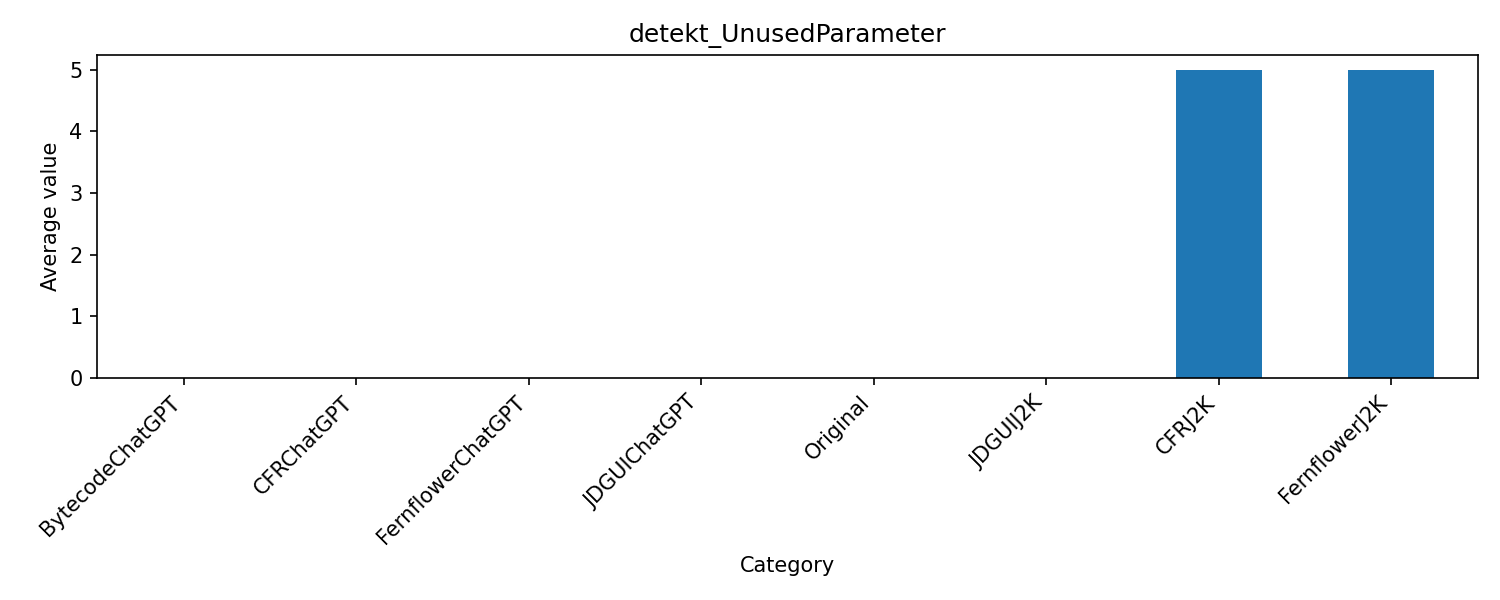 detekt_UnusedParameter
Average value
5
4
3
2
1
0
BytecodeChatGPT
CFRChatGPT
FernflowerChatGPT
JDGUIChatGPT
Original
JDGUIJ2K
CFRJ2K
FernflowerJ2K
Category